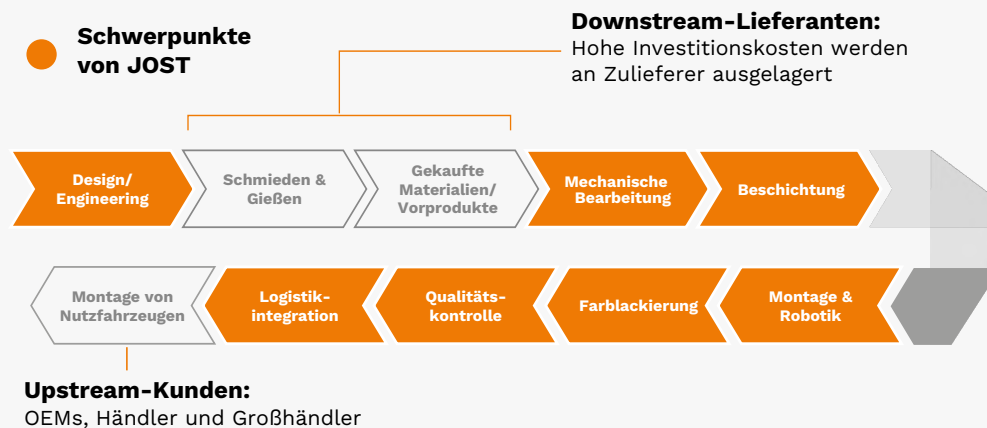 Schwerpunkte
von JOST
Downstream-Lieferanten:
Hohe Investitionskosten werden
an Zulieferer ausgelagert
Design/
Engineering
Schmieden &
Gießen
Gekaufte
Materialien/
Vorprodukte
Mechanische
Bearbeitung
Beschichtung
Montage von
Nutzfahrzeugen
Logistik-
integration
Qualitäts-
kontrolle
Farblackierung
Montage &
Robotik
Upstream-Kunden:
OEMs, Händler und Großhändler